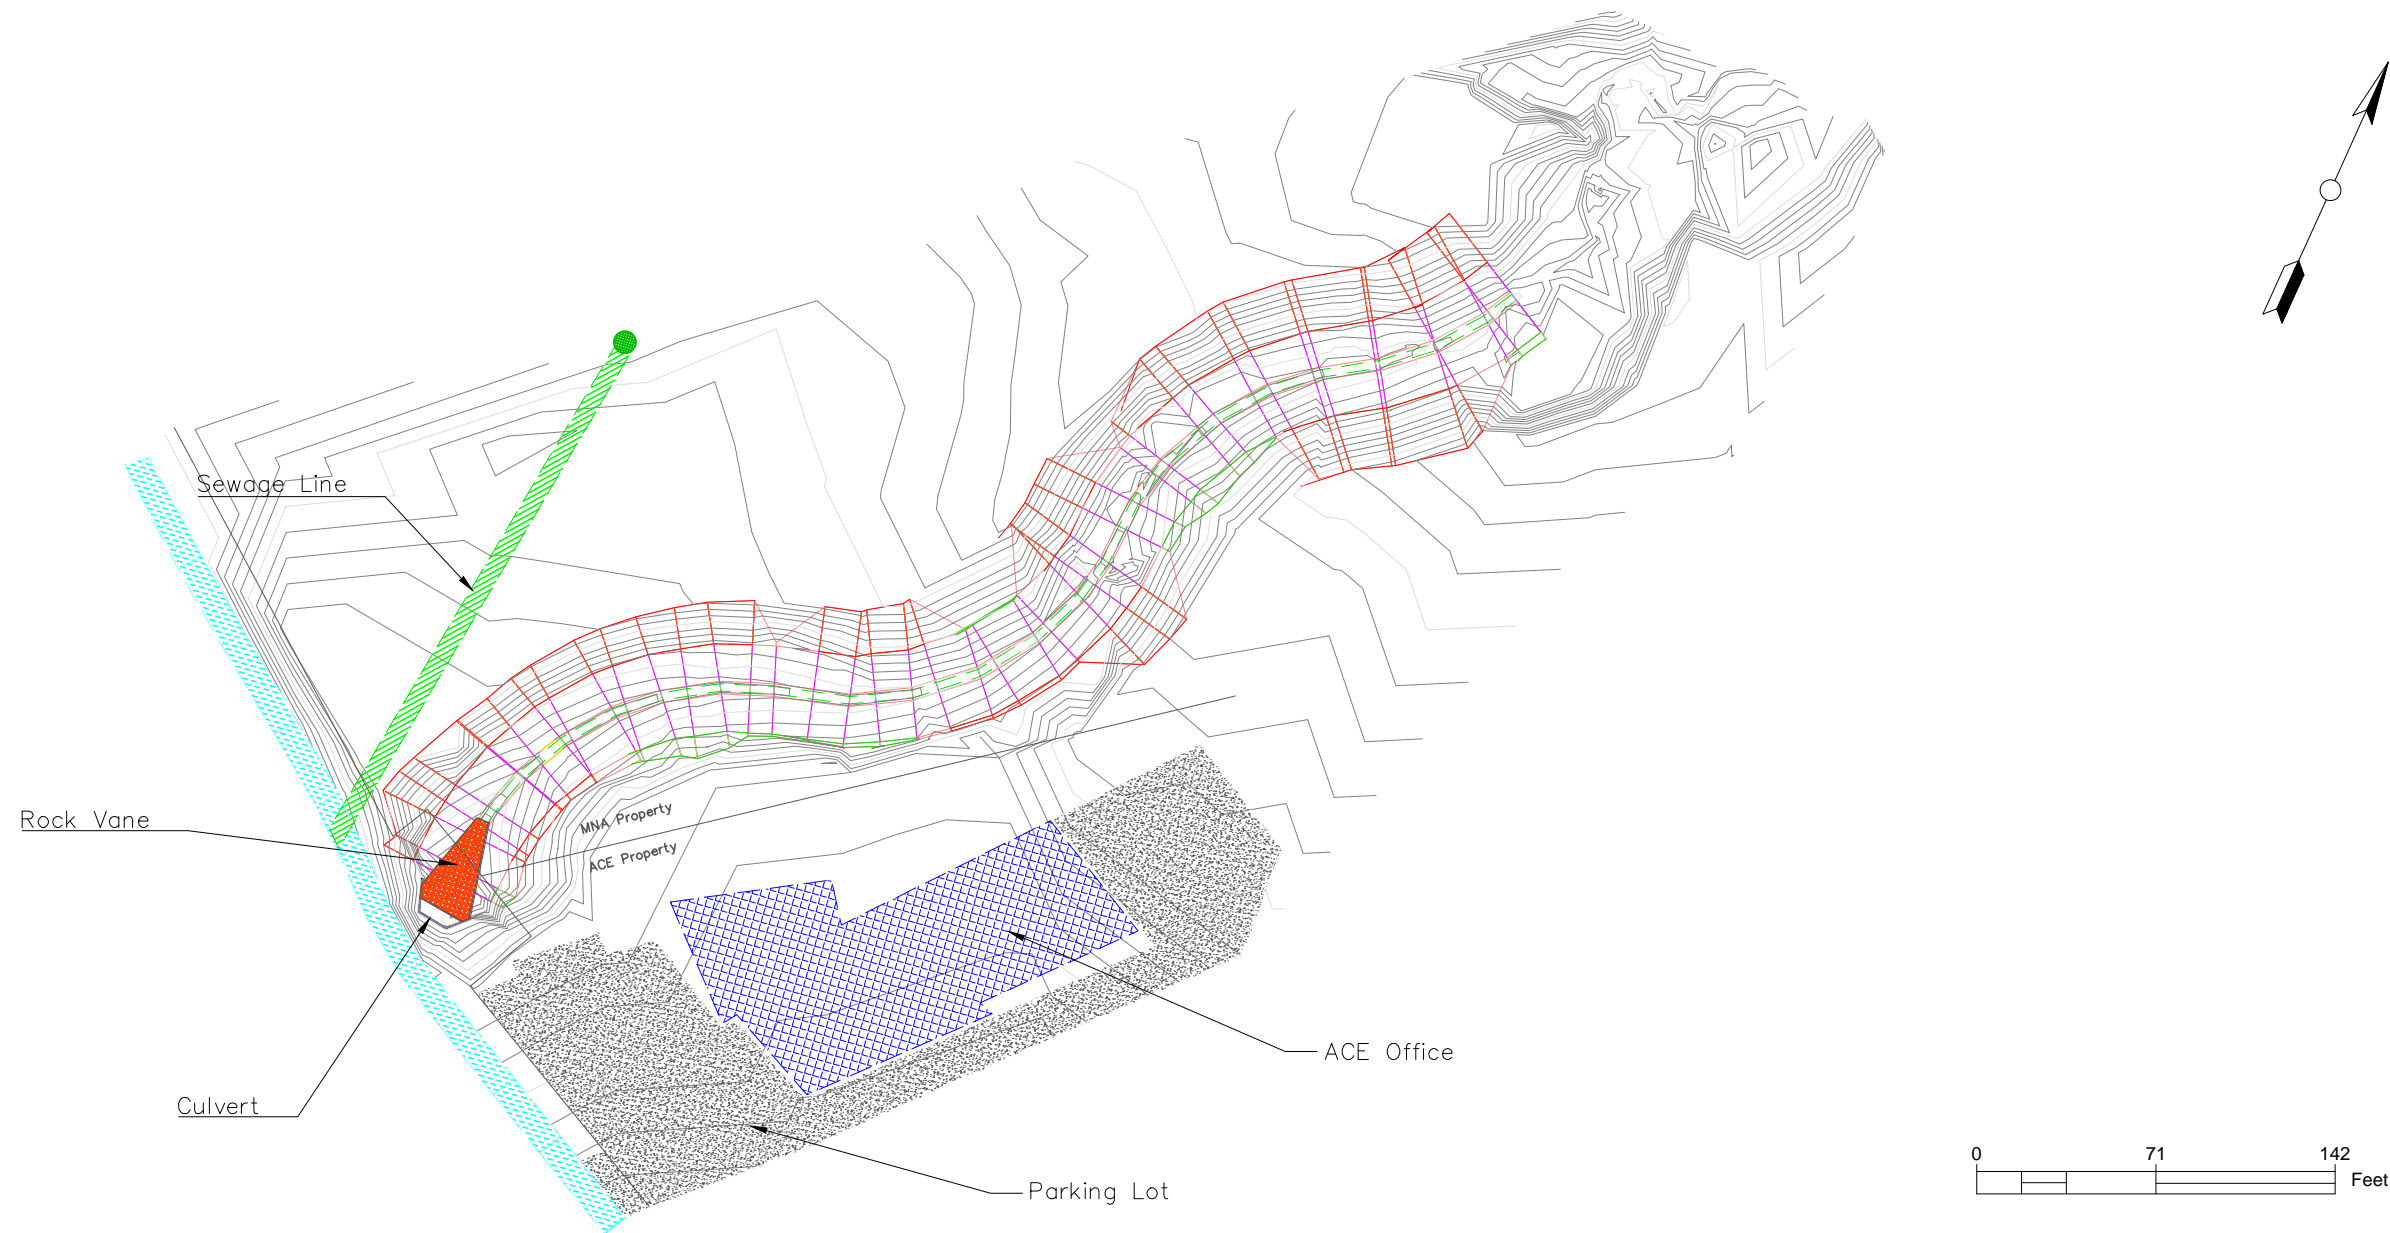 Sewage Line
Rock Vane
MNA Property
ACE Property
ACE Office
Culvert
Parking Lot
0 71 142
Feet